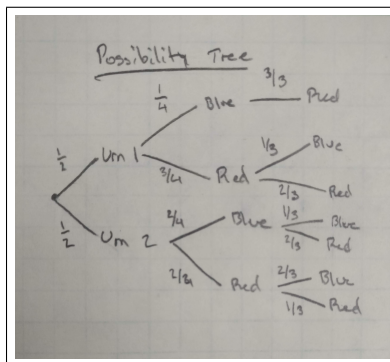 Possibility Tree
3/3
1/4 Blue Red
1/2 Urn 1 1/3 Blue
3/4 Red 2/3 Red
1/2 Urn 2 2/4 Blue 1/3 Blue
2/3 Red
2/4 Red 2/3 Blue
1/3 Red